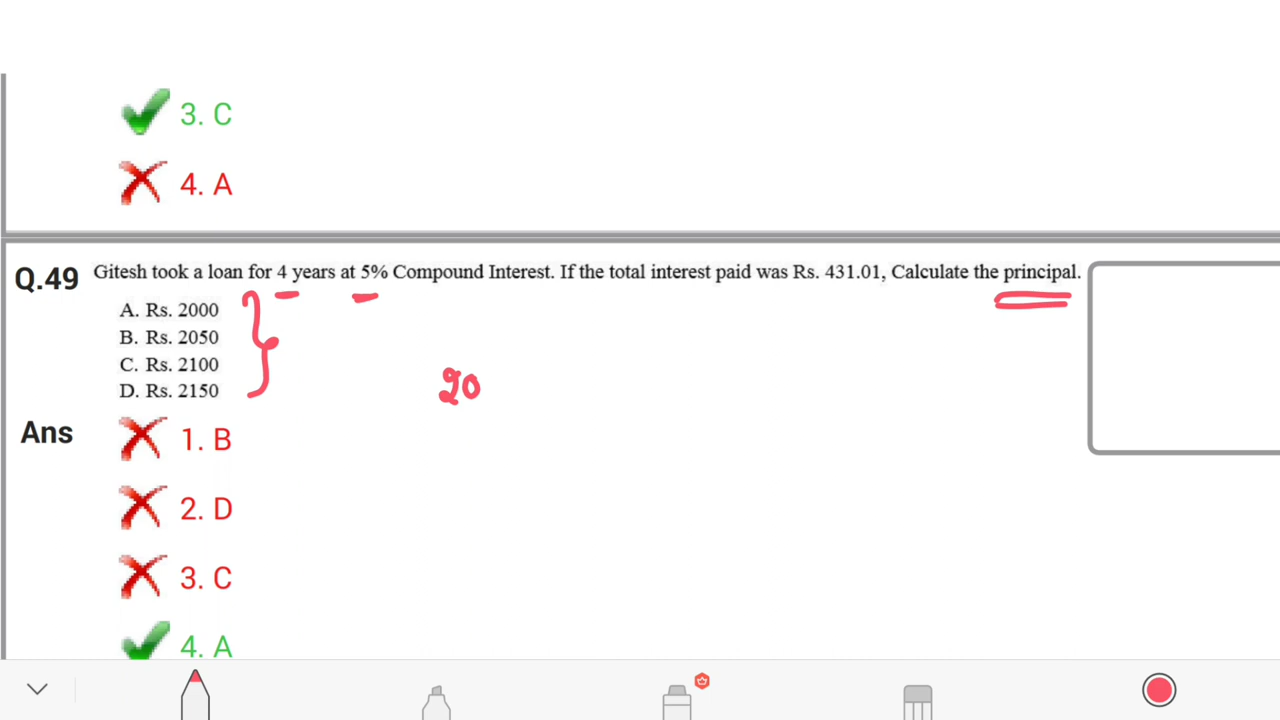 3. C
4. A
Q.49 Gitesh took a loan for 4 years at 5% Compound Interest. If the total interest paid was Rs. 431.01, Calculate the principal.
A. Rs. 2000
B. Rs. 2050
C. Rs. 2100
D. Rs. 2150
20
Ans
1. B
2. D
3. C
4. A